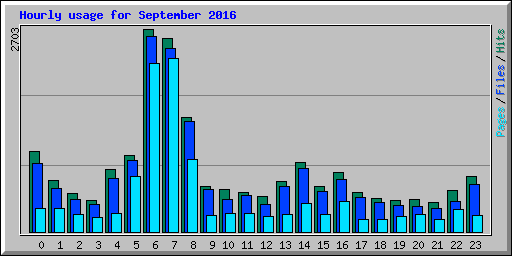 Hourly usage for September 2016
2703
Pages / Files / Hits
0 1 2 3 4 5 6 7 8 9 10 11 12 13 14 15 16 17 18 19 20 21 22 23